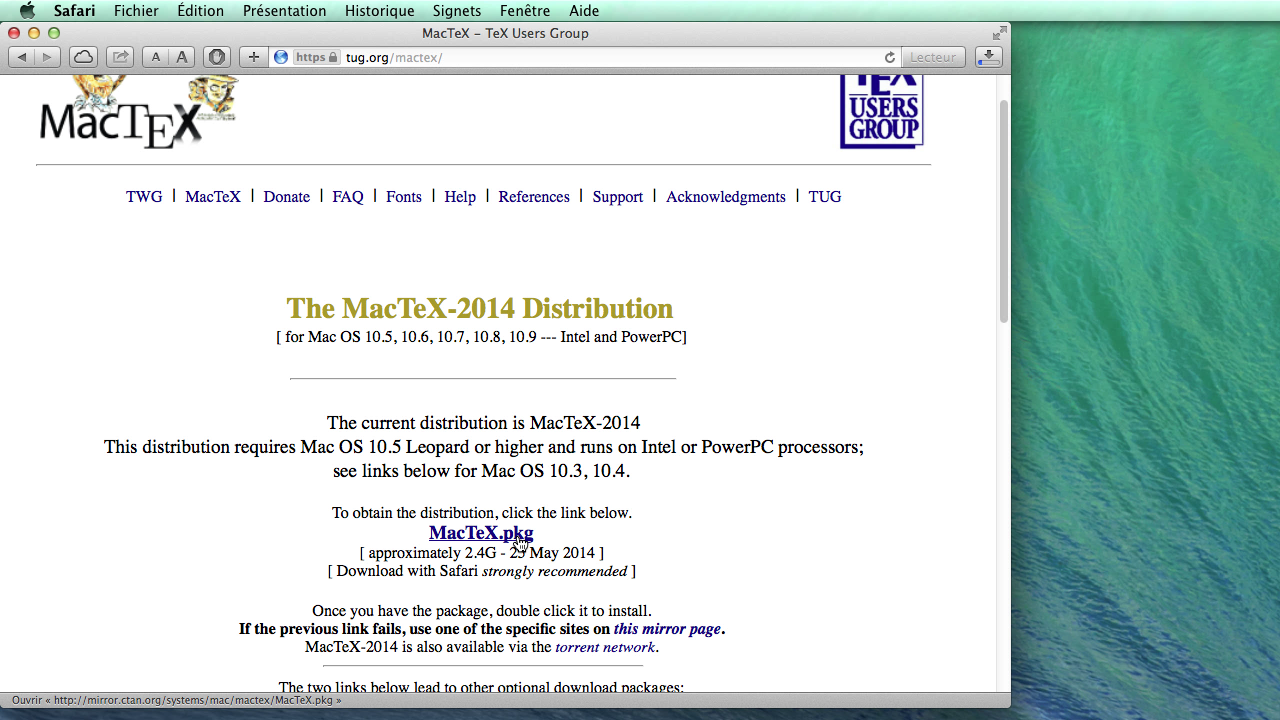 Safari Fichier Édition Présentation Historique Signets Fenêtre Aide
MacTeX – TeX Users Group
A A + https tug.org/mactex/ Lecteur
MacTEX
TEX
USERS
GROUP
TWG | MacTeX | Donate | FAQ | Fonts | Help | References | Support | Acknowledgments | TUG
The MacTeX-2014 Distribution
[ for Mac OS 10.5, 10.6, 10.7, 10.8, 10.9 --- Intel and PowerPC]
The current distribution is MacTeX-2014
This distribution requires Mac OS 10.5 Leopard or higher and runs on Intel or PowerPC processors;
see links below for Mac OS 10.3, 10.4.
To obtain the distribution, click the link below.
MacTeX.pkg
[ approximately 2.4G - 25 May 2014 ]
[ Download with Safari strongly recommended ]
Once you have the package, double click it to install.
If the previous link fails, use one of the specific sites on this mirror page.
MacTeX-2014 is also available via the torrent network.
The two links below lead to other optional download packages:
Ouvrir « http://mirror.ctan.org/systems/mac/mactex/MacTeX.pkg »